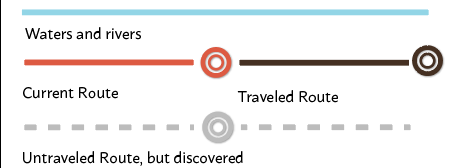 Waters and rivers
Current Route
Traveled Route
Untraveled Route, but discovered